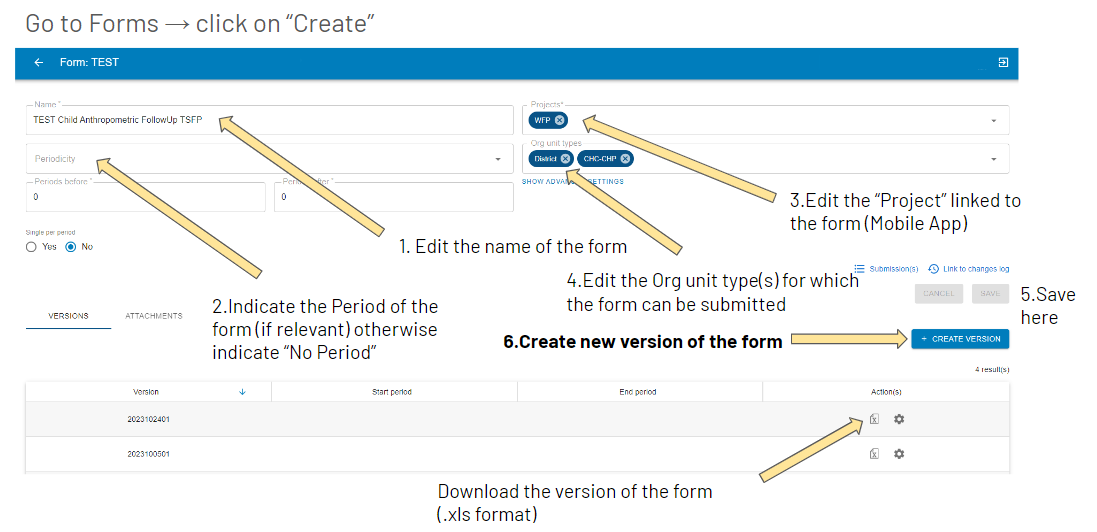 Go to Forms → click on “Create”
Form: TEST
Name *
TEST Child Anthropometric FollowUp TSFP
Projects*
WFP
Periodicity
Org unit types
District
CHC-CHP
Periods before *
0
0
SHOW ADVAN SETTINGS
3.Edit the “Project” linked to
the form (Mobile App)
Single per period
Yes
No
1. Edit the name of the form
4.Edit the Org unit type(s) for which
the form can be submitted
Submission(s)
Link to changes log
CANCEL
SAVE
5.Save
here
2.Indicate the Period of the
form (if relevant) otherwise
indicate “No Period”
VERSIONS
ATTACHMENTS
6.Create new version of the form
+ CREATE VERSION
4 result(s)
Version
Start period
End period
Action(s)
2023102401
2023100501
Download the version of the form
(.xls format)